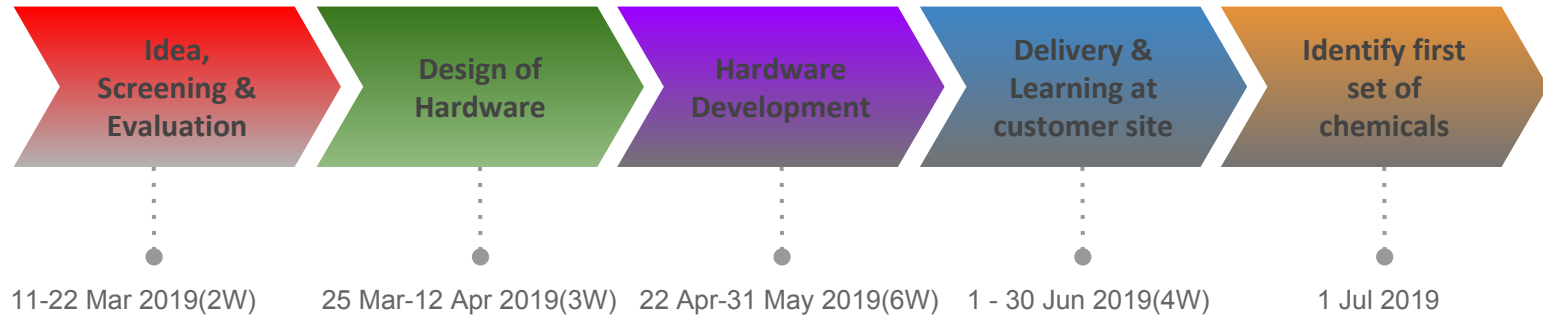 Idea,
Screening &
Evaluation
Design of
Hardware
Hardware
Development
Delivery &
Learning at
customer site
Identify first
set of
chemicals
11-22 Mar 2019(2W)
25 Mar-12 Apr 2019(3W)
22 Apr-31 May 2019(6W)
1 - 30 Jun 2019(4W)
1 Jul 2019